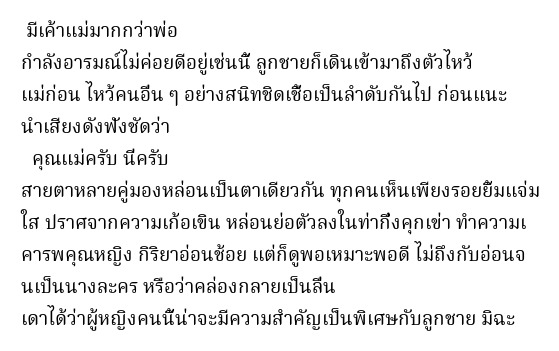 มีเค้าแม่มากกว่าพ่อ
กำลังอารมณ์ไม่ค่อยดีอยู่เช่นนี้ ลูกชายก็เดินเข้ามาถึงตัวไหว้
แม่ก่อน ไหว้คนอื่น ๆ อย่างสนิทชิดเชื้อเป็นลำดับกันไป ก่อนแนะ
นำเสียงดังฟังชัดว่า
คุณแม่ครับ นี่ครับ
สายตาหลายคู่มองหล่อนเป็นตาเดียวกัน ทุกคนเห็นเพียงรอยยิ้มแจ่ม
ใส ปราศจากความเก้อเขิน หล่อนย่อตัวลงในท่ากึ่งคุกเข่า ทำความเ
คารพคุณหญิง กิริยาอ่อนช้อย แต่ก็ดูพอเหมาะพอดี ไม่ถึงกับอ่อนจ
นเป็นนางละคร หรือว่าคล่องกลายเป็นลิ่น
เดาได้ว่าผู้หญิงคนนี้น่าจะมีความสำคัญเป็นพิเศษกับลูกชาย มิฉะ